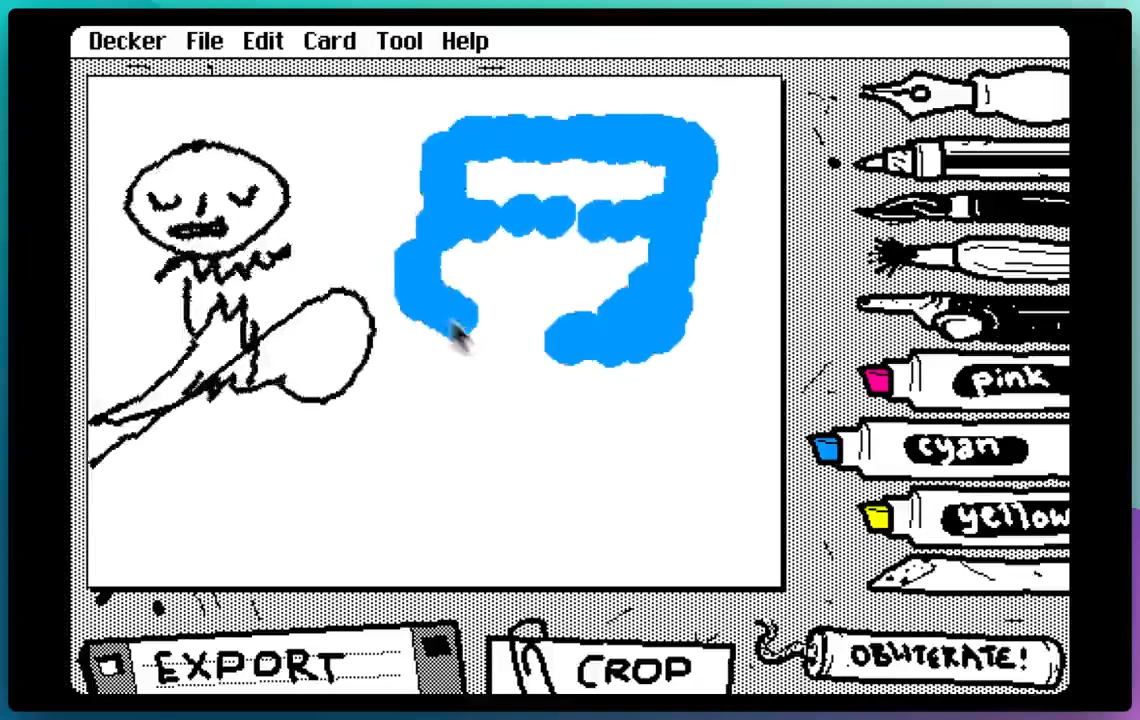 Decker File Edit Card Tool Help
pink
cyan
yellow
EXPORT
CROP
OBLITERATE!